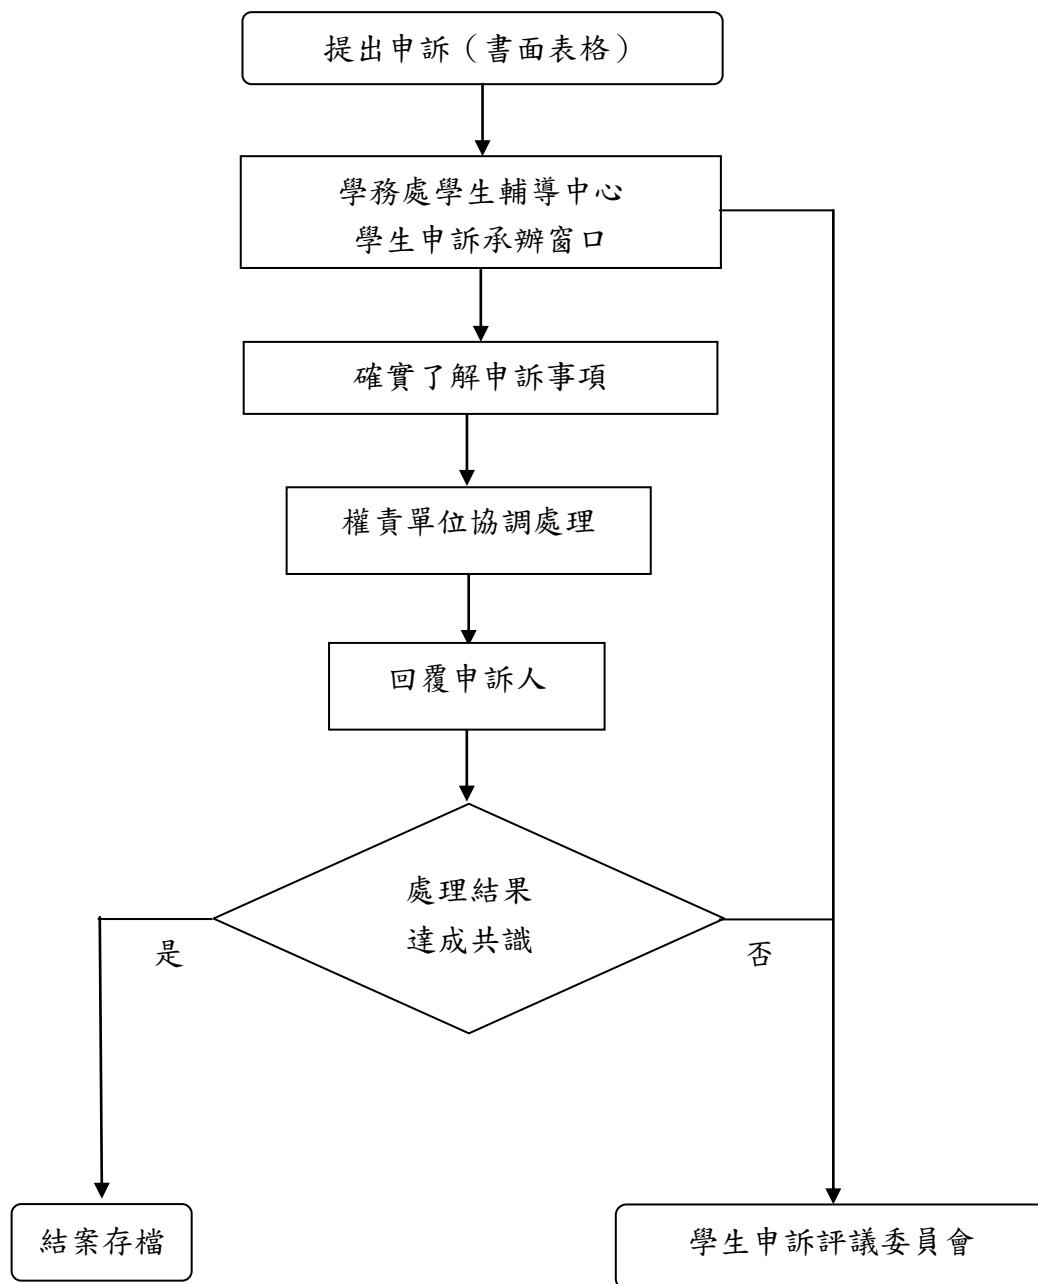 提出申訴（書面表格）
學務處學生輔導中心
學生申訴承辦窗口
確實了解申訴事項
權責單位協調處理
回覆申訴人
處理結果
達成共識
是
否
結案存檔
學生申訴評議委員會